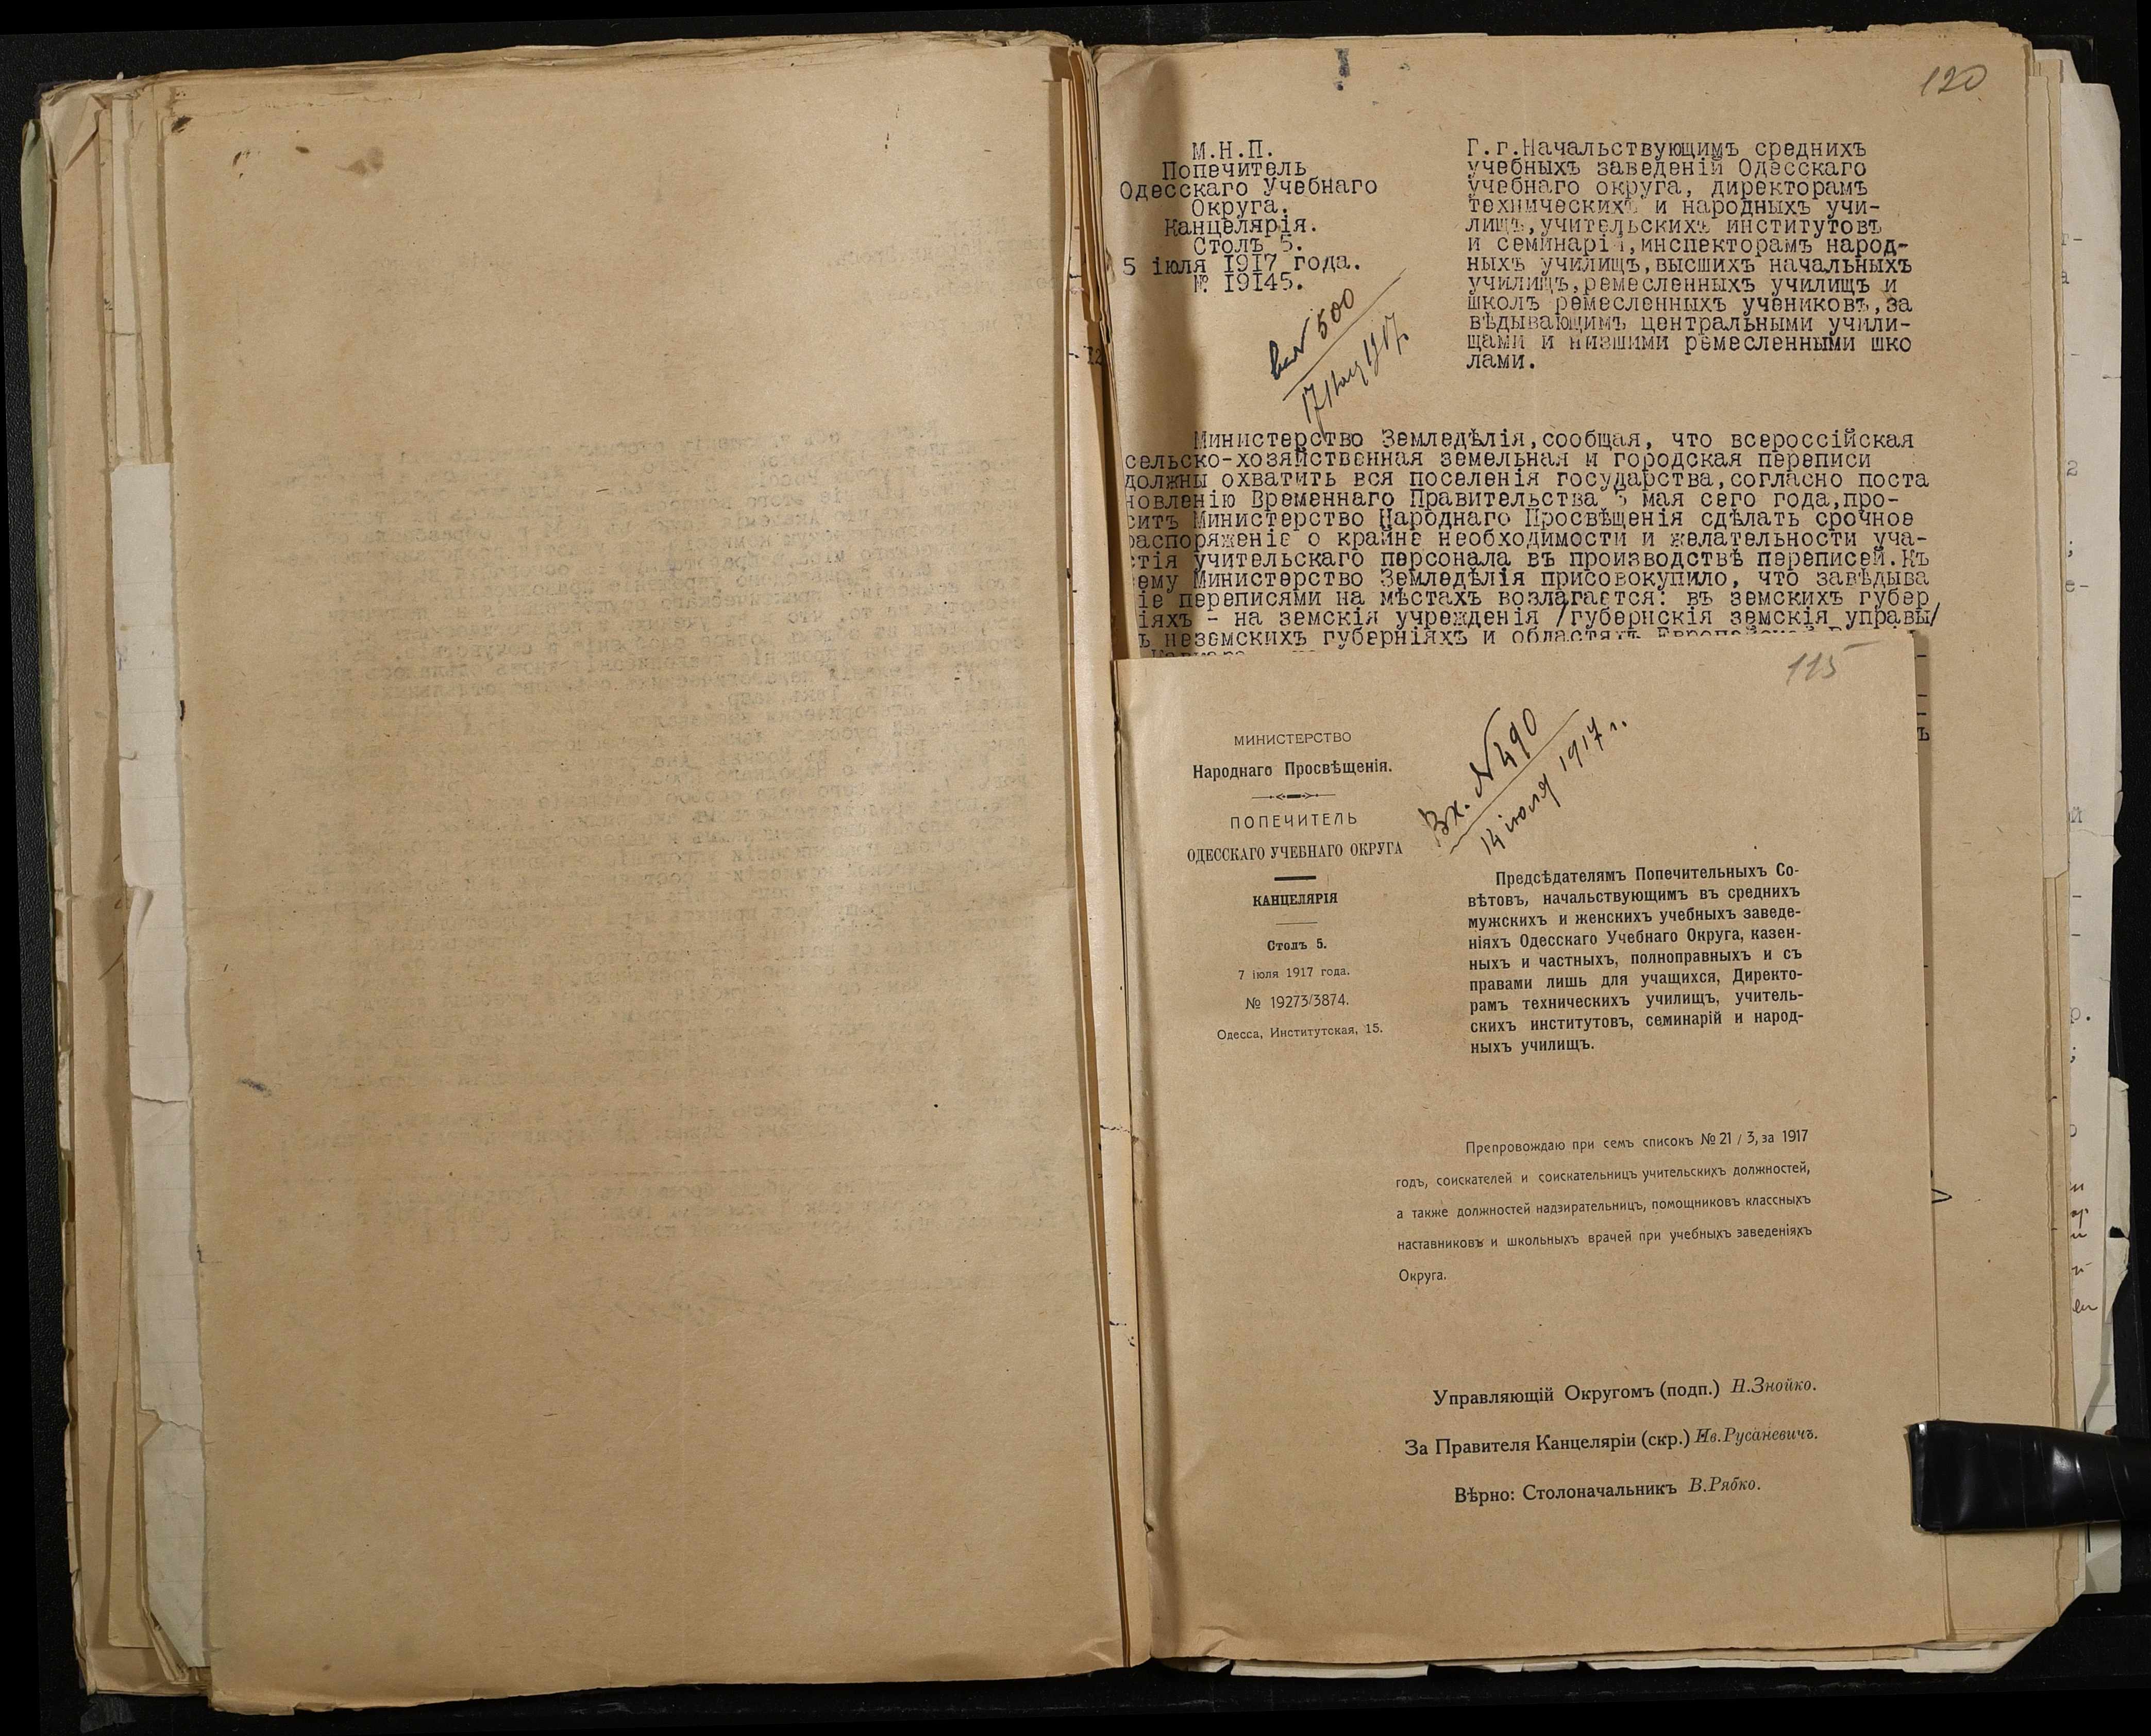 120
М.Н.П.
Попечитель
Одесскаго Учебнаго
Округа.
Канцелярія.
Столъ 5.
5 іюля 1917 года.
№ 19145.
Г.г.Начальствующимъ среднихъ
учебныхъ заведеній Одесскаго
учебнаго округа, директорамъ
техническихъ и народныхъ учи-
лищъ,учительскихъ институтовъ
и семинарій,инспекторамъ народ-
ныхъ училищъ,высшихъ начальныхъ
училищъ,ремесленныхъ училищъ и
школъ ремесленныхъ учениковъ,за
вѣдывающимъ центральными учили-
щами и низшими ремесленными шко
лами.
500
Министерство Земледѣлія,сообщая, что всероссійская
сельско-хозяйственная земельная и городская переписи
должны охватить вся поселенія государства,согласно поста
новленію Временнаго Правительства 5 мая сего года,про-
ситъ Министерство Народнаго Просвѣщенія сдѣлать срочное
распоряженіе о крайне необходимости и желательности уча-
стія учительскаго персонала въ производствѣ переписей.Къ
ему Министерство Земледѣлія присовокупило, что завѣдыва
іе переписями на мѣстахъ возлагается: въ земскихъ губер
іяхъ - на земскія учрежденія /губернскія земскія управы/
ъ неземскихъ губерніяхъ и областяхъ
115
МИНИСТЕРСТВО
Народнаго Просвѣщенія.
ПОПЕЧИТЕЛЬ
ОДЕССКАГО УЧЕБНАГО ОКРУГА
КАНЦЕЛЯРІЯ
Столъ 5.
7 іюля 1917 года.
№ 19273/3874.
Одесса, Институтская, 15.
Вх. № 490
14 іюля 1917 г.
Предсѣдателямъ Попечительныхъ Со-
вѣтовъ, начальствующимъ въ среднихъ
мужскихъ и женскихъ учебныхъ заведе-
ніяхъ Одесскаго Учебнаго Округа, казен-
ныхъ и частныхъ, полноправныхъ и съ
правами лишь для учащихся, Директо-
рамъ техническихъ училищъ, учитель-
скихъ институтовъ, семинарій и народ-
ныхъ училищъ.
Препровождаю при семъ списокъ № 21 / 3, за 1917
годъ, соискателей и соискательницъ учительскихъ должностей,
а также должностей надзирательницъ, помощниковъ классныхъ
наставниковъ и школьныхъ врачей при учебныхъ заведеніяхъ
Округа.
Управляющій Округомъ (подп.) Н.Знойко.
За Правителя Канцеляріи (скр.) Ив.Русаневичъ.
Вѣрно: Столоначальникъ В.Рябко.